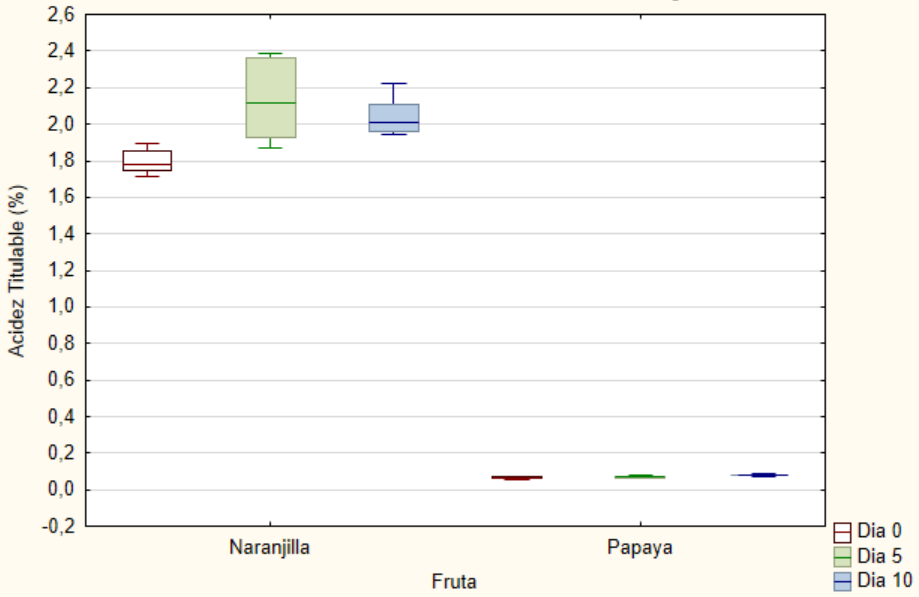 2,6
2,4
2,2
2,0
1,8
1,6
1,4
1,2
1,0
0,8
0,6
0,4
0,2
0,0
-0,2
Acidez Titulable (%)
Naranjilla Papaya
Fruta
Dia 0
Dia 5
Dia 10